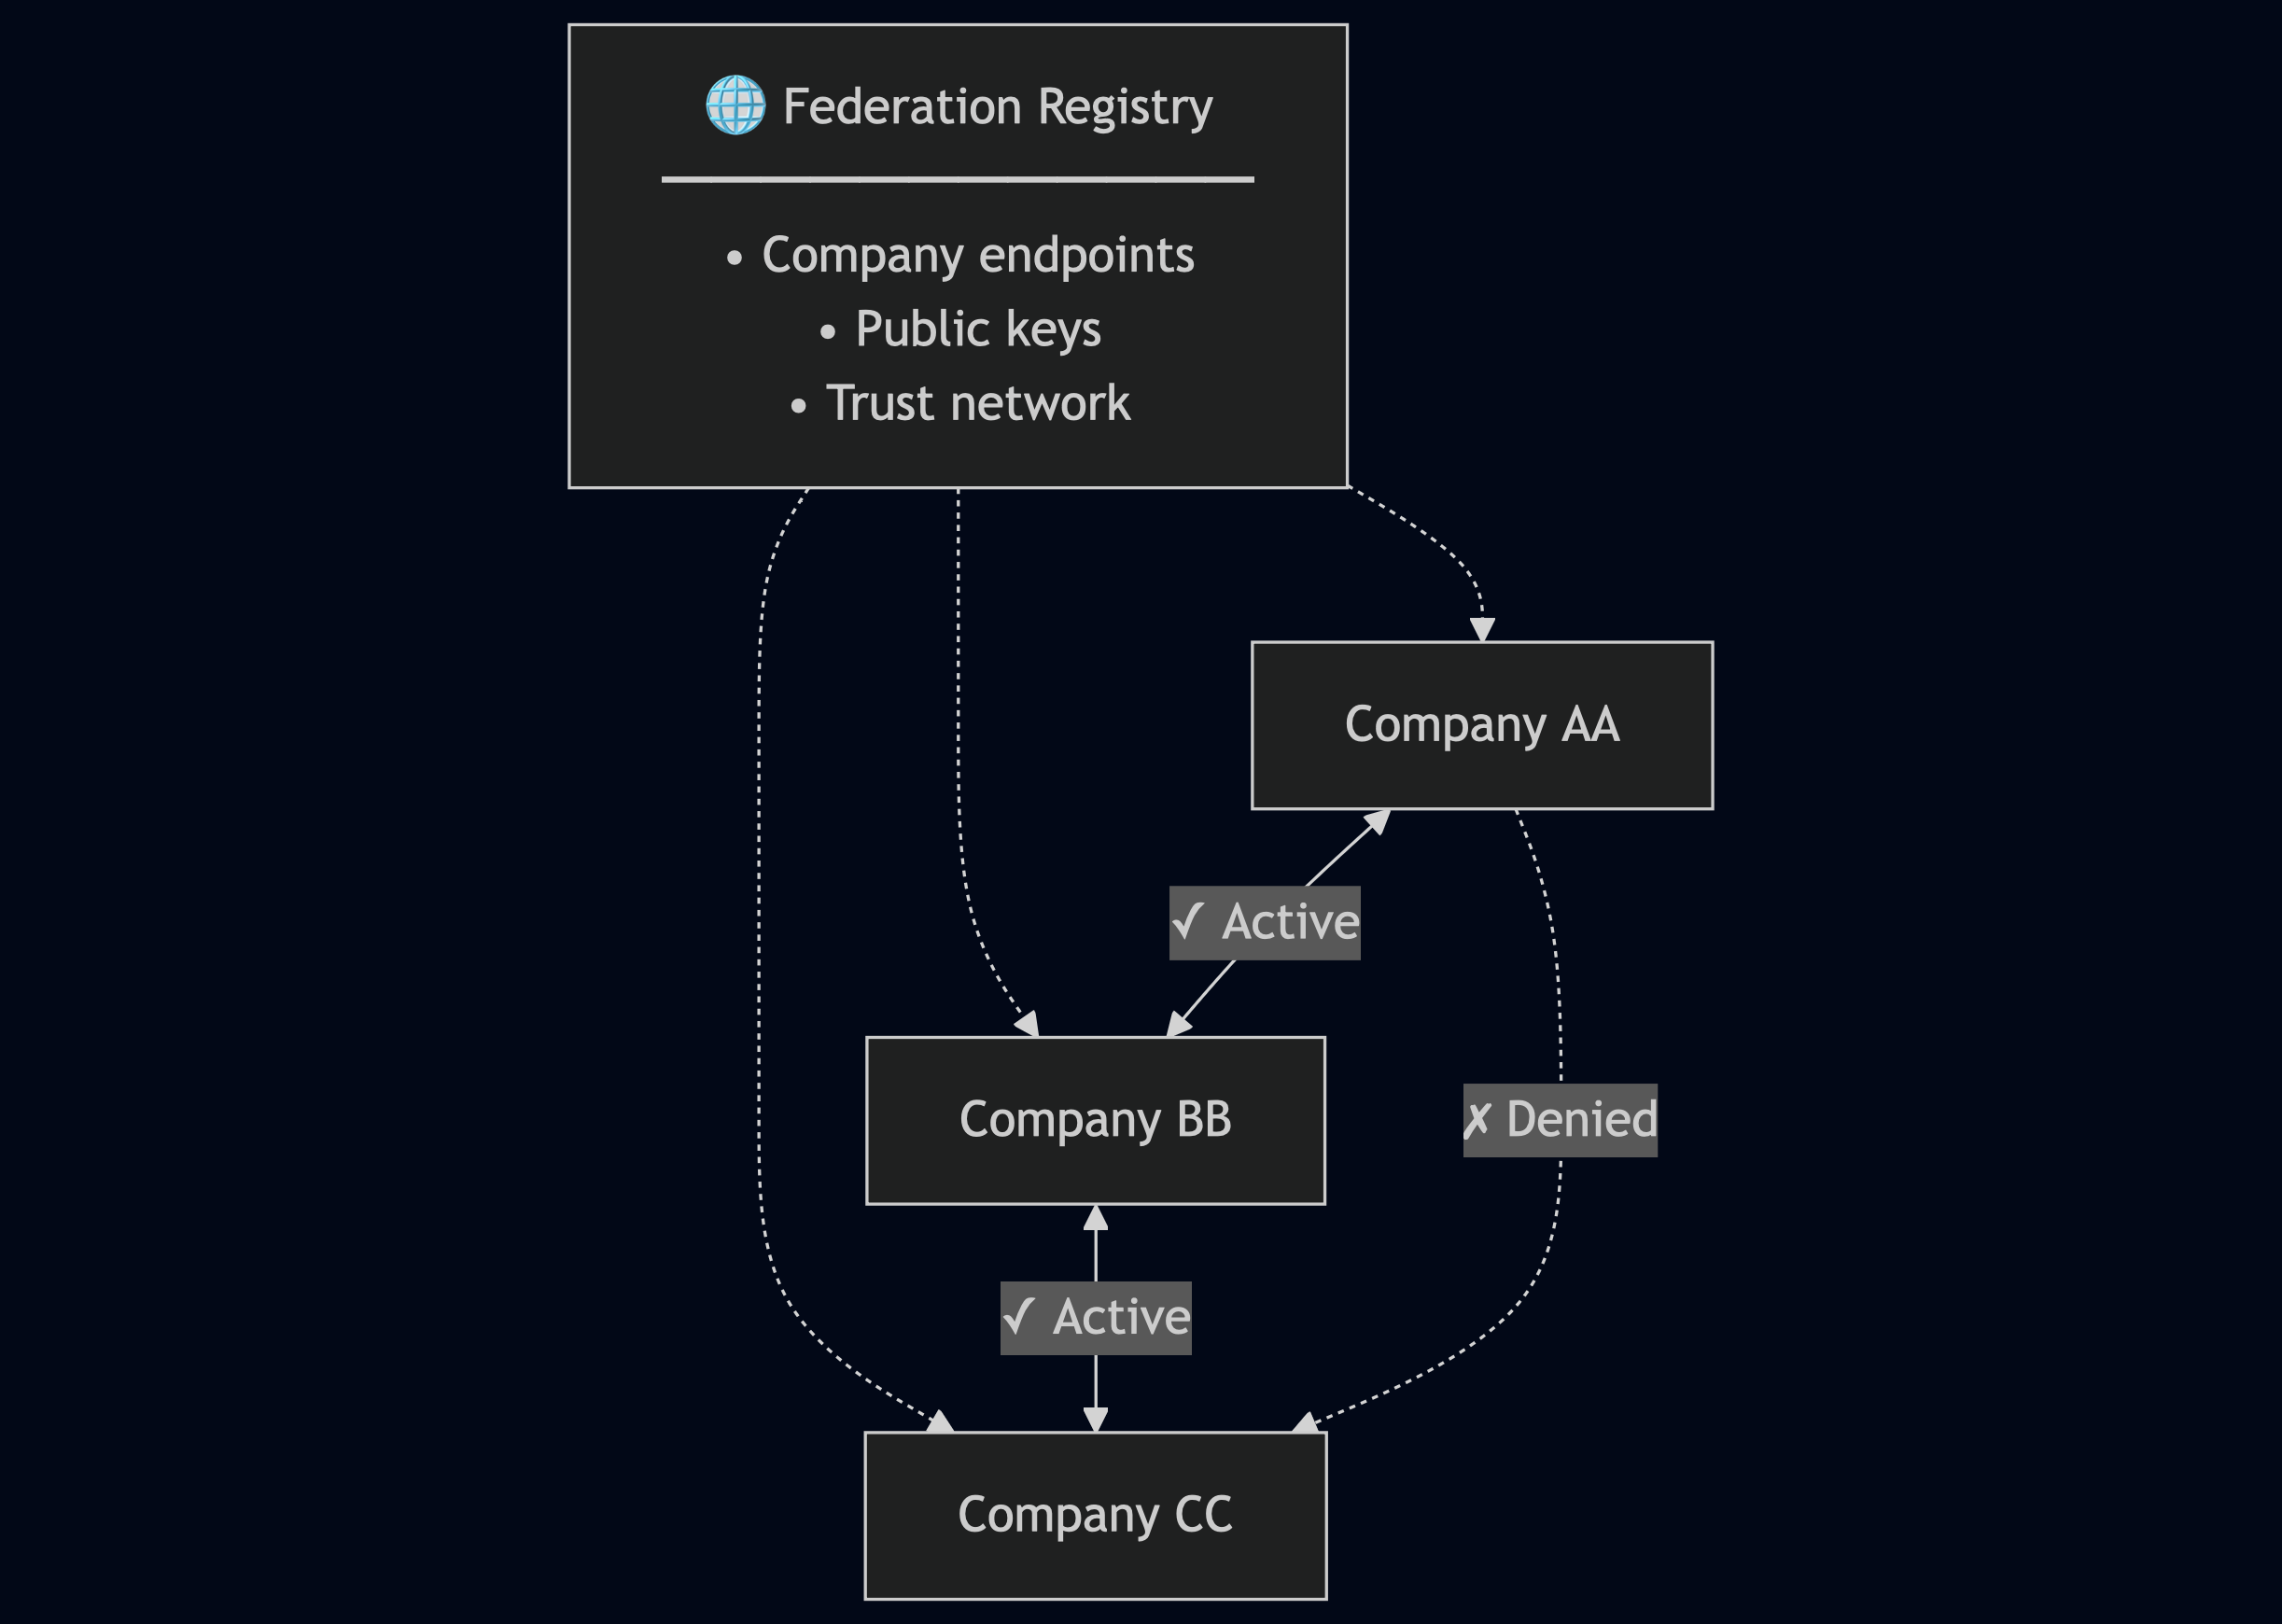 🌐 Federation Registry
━━━━━━━━━━━━
• Company endpoints
• Public keys
• Trust network
Company AA
✓ Active
Company BB
✗ Denied
✓ Active
Company CC